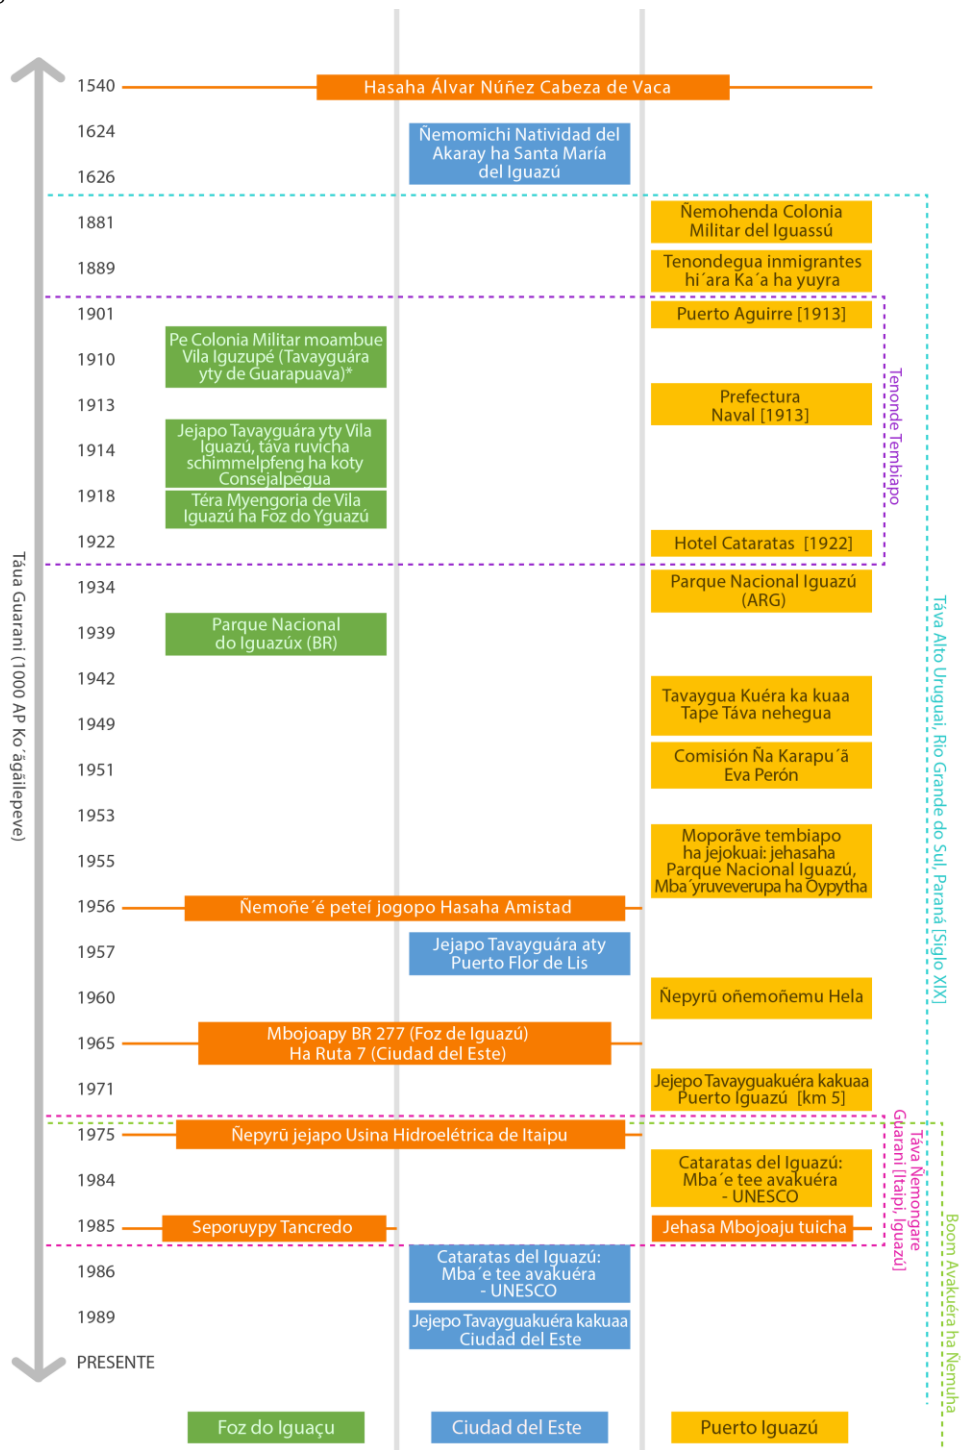 1540
Hasaha Álvar Núñez Cabeza de Vaca
1624
Ñemomichi Natividad del
Akaray ha Santa María
del Iguazú
1626
1881
Ñemohenda Colonia
Militar del Iguassú
1889
Tenondegua inmigrantes
hi´ara Ka´a ha yuyra
1901
Puerto Aguirre [1913]
Pe Colonia Militar moambue
Vila Iguzupé (Tavayguára
yty de Guarapuava)*
1910
1913
Prefectura
Naval [1913]
Jejapo Tavayguára yty Vila
Iguazú, táva ruvicha
schimmelpfeng ha koty
Consejalpegua
1914
1918
Téra Myengoria de Vila
Iguazú ha Foz do Yguazú
1922
Hotel Cataratas [1922]
1934
Parque Nacional Iguazú
(ARG)
1939
Parque Nacional
do Iguazúx (BR)
1942
Tavaygua Kuéra ka kuaa
Tape Táva nehegua
1949
1951
Comisión Ña Karapu´ã
Eva Perón
1953
Moporãve tembiapo
ha jejokuai: jehasaha
Parque Nacional Iguazú,
Mba´yruveverupa ha Oypytha
1955
1956
Ñemoñe´é peteí jogopo Hasaha Amistad
1957
Jejapo Tavayguára aty
Puerto Flor de Lis
1960
Ñepyrũ oñemoñemu Hela
1965
Mbojoapy BR 277 (Foz de Iguazú)
Ha Ruta 7 (Ciudad del Este)
1971
Jejepo Tavayguakuéra kakuaa
Puerto Iguazú [km 5]
1975
Ñepyrũ jejapo Usina Hidroelétrica de Itaipu
1984
Cataratas del Iguazú:
Mba´e tee avakuéra
- UNESCO
1985
Seporuypy Tancredo
Jehasa Mbojoaju tuicha
1986
Cataratas del Iguazú:
Mba´e tee avakuéra
- UNESCO
1989
Jejepo Tavayguakuéra kakuaa
Ciudad del Este
PRESENTE
Táua Guarani (1000 AP Ko´ãgãilepeve)
Tenonde Tembiapo
Táva Alto Uruguai, Rio Grande do Sul, Paraná [Siglo XIX]
Táva Ñemongare
Guarani [Itaipi, Iguazú]
Boom Avakuéra ha Ñemuha
Foz do Iguaçu
Ciudad del Este
Puerto Iguazú